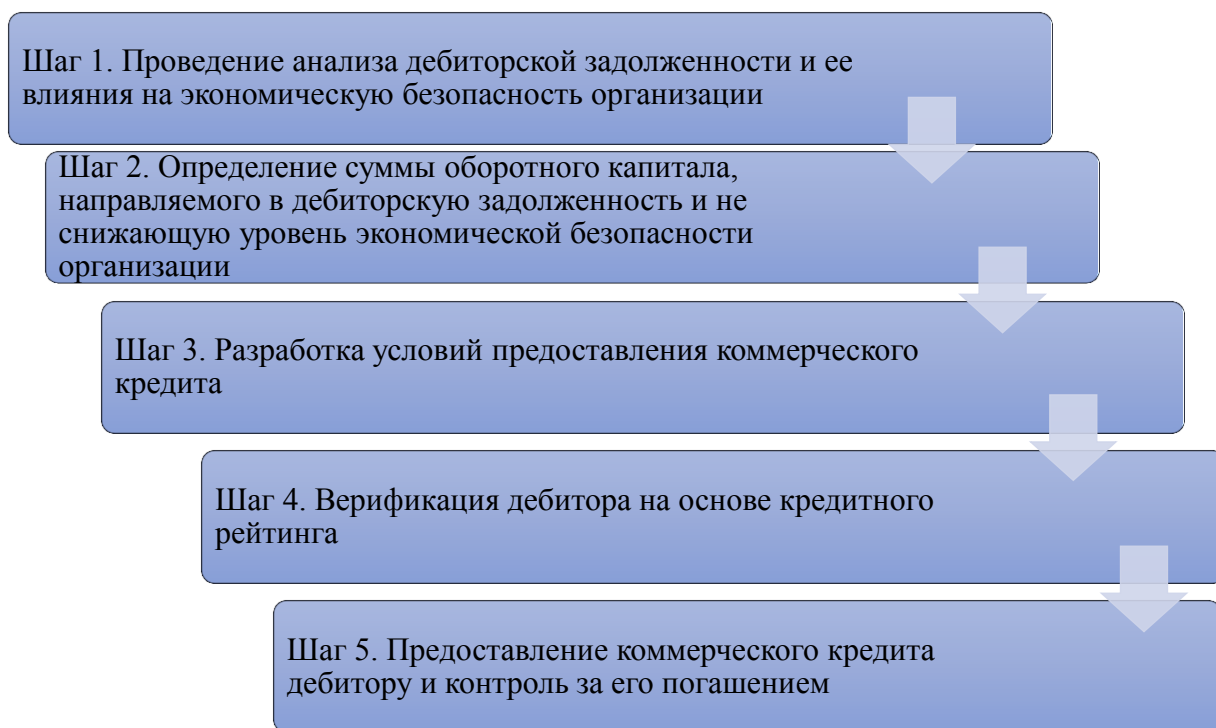 Шаг 1. Проведение анализа дебиторской задолженности и ее
влияния на экономическую безопасность организации
Шаг 2. Определение суммы оборотного капитала,
направляемого в дебиторскую задолженность и не
снижающую уровень экономической безопасности
организации
Шаг 3. Разработка условий предоставления коммерческого
кредита
Шаг 4. Верификация дебитора на основе кредитного
рейтинга
Шаг 5. Предоставление коммерческого кредита
дебитору и контроль за его погашением